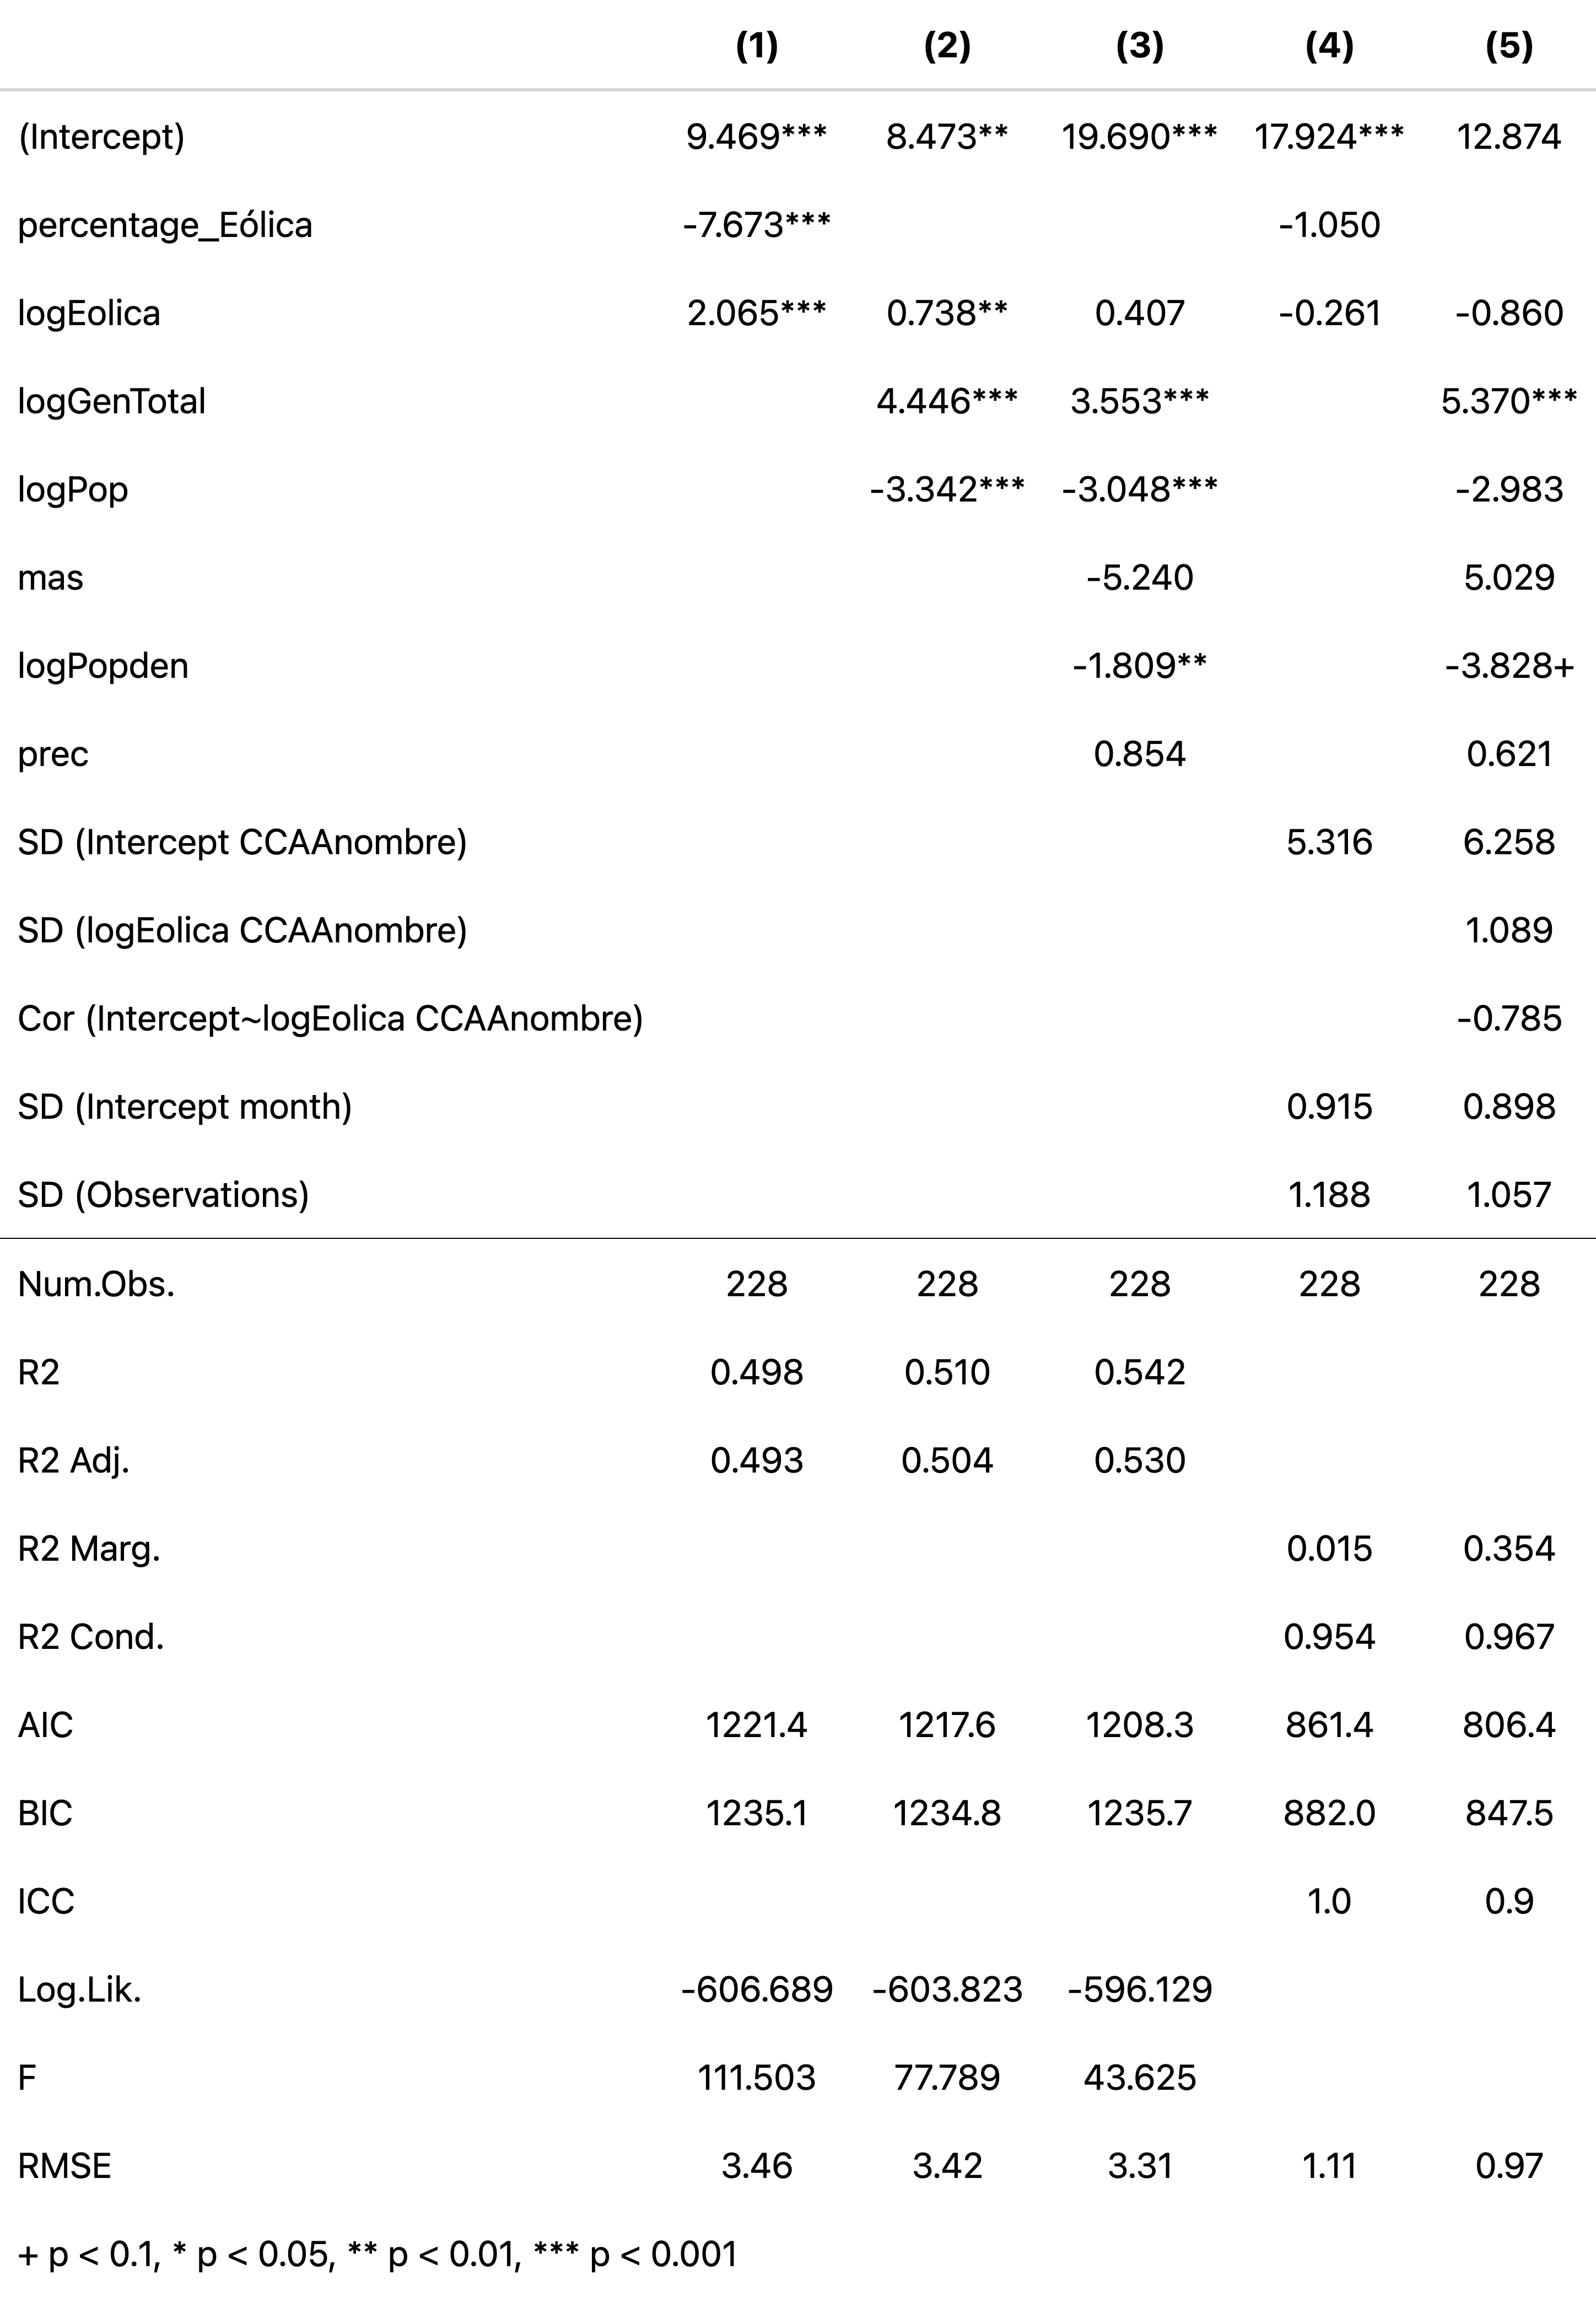 (1) (2) (3) (4) (5)
(Intercept) 9.469*** 8.473** 19.690*** 17.924*** 12.874
percentage_Eólica -7.673*** -1.050
logEolica 2.065*** 0.738** 0.407 -0.261 -0.860
logGenTotal 4.446*** 3.553*** 5.370***
logPop -3.342*** -3.048*** -2.983
mas -5.240 5.029
logPopden -1.809** -3.828+
prec 0.854 0.621
SD (Intercept CCAAnombre) 5.316 6.258
SD (logEolica CCAAnombre) 1.089
Cor (Intercept~logEolica CCAAnombre) -0.785
SD (Intercept month) 0.915 0.898
SD (Observations) 1.188 1.057
Num.Obs. 228 228 228 228 228
R2 0.498 0.510 0.542
R2 Adj. 0.493 0.504 0.530
R2 Marg. 0.015 0.354
R2 Cond. 0.954 0.967
AIC 1221.4 1217.6 1208.3 861.4 806.4
BIC 1235.1 1234.8 1235.7 882.0 847.5
ICC 1.0 0.9
Log.Lik. -606.689 -603.823 -596.129
F 111.503 77.789 43.625
RMSE 3.46 3.42 3.31 1.11 0.97
+ p < 0.1, * p < 0.05, ** p < 0.01, *** p < 0.001